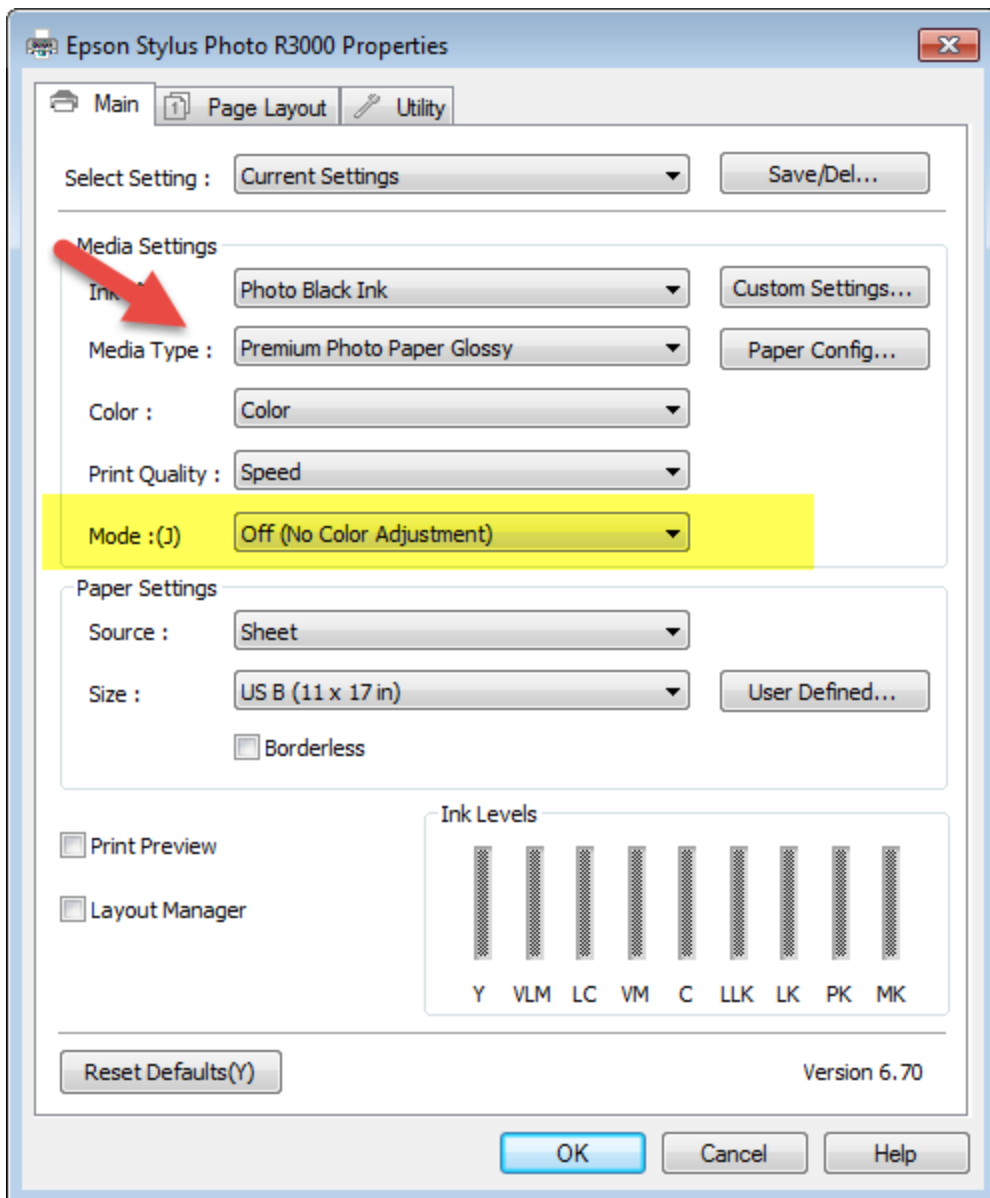 Epson Stylus Photo R3000 Properties
Main Page Layout Utility
Select Setting : Current Settings Save/Del...
Media Settings
Photo Black Ink Custom Settings...
Media Type : Premium Photo Paper Glossy Paper Config...
Color : Color
Print Quality : Speed
Mode :(J) Off (No Color Adjustment)
Paper Settings
Source : Sheet
Size : US B (11 x 17 in) User Defined...
Borderless
Ink Levels
Print Preview
Layout Manager
Y VLM LC VM C LLK LK PK MK
Reset Defaults(Y) Version 6.70
OK Cancel Help